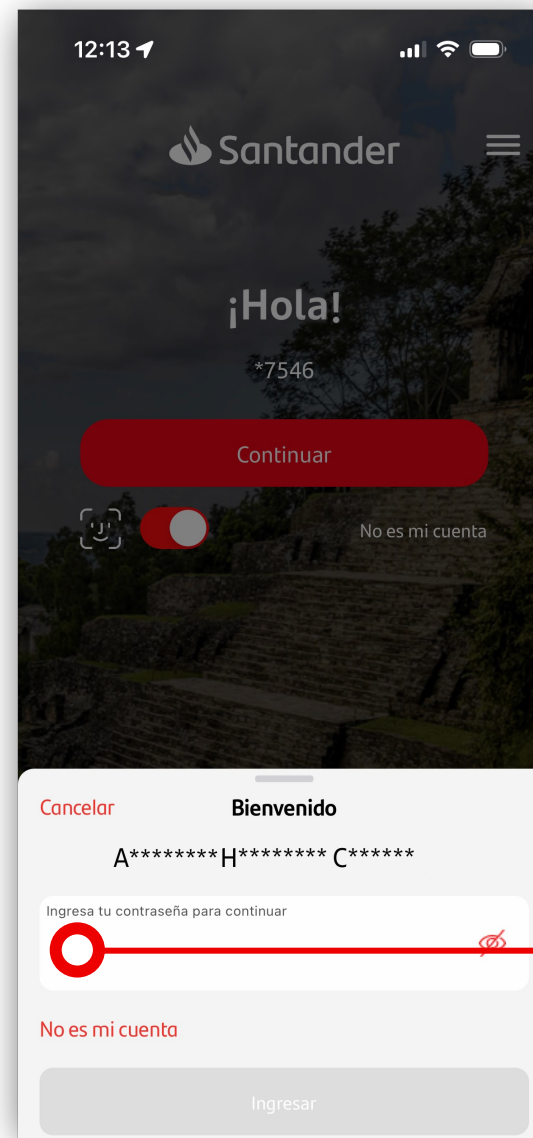 12:13
Santander
¡Hola!
*7546
Continuar
No es mi cuenta
Cancelar Bienvenido
A******** H******** C******
Ingresa tu contraseña para continuar
No es mi cuenta
Ingresar